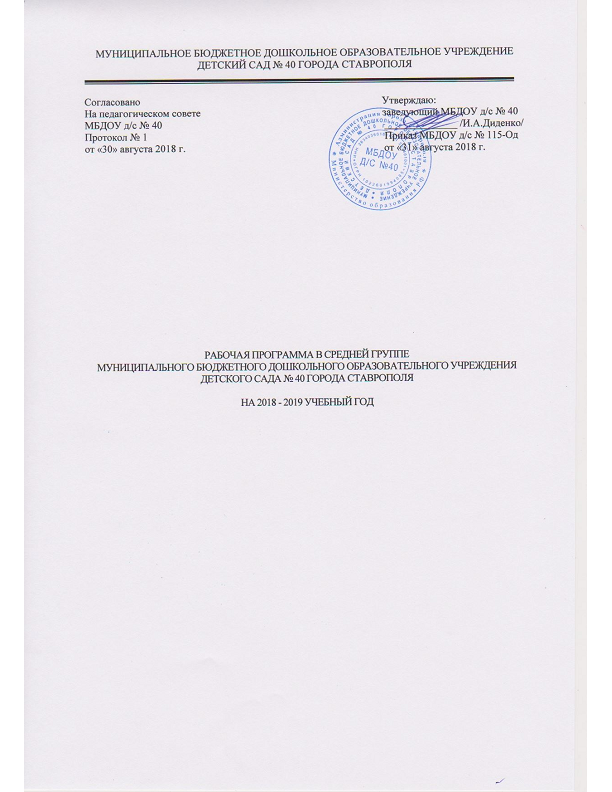 МУНИЦИПАЛЬНОЕ БЮДЖЕТНОЕ ДОШКОЛЬНОЕ ОБРАЗОВАТЕЛЬНОЕ УЧРЕЖДЕНИЕ
ДЕТСКИЙ САД № 40 ГОРОДА СТАВРОПОЛЯ
Согласовано
На педагогическом совете
МБДОУ д/с № 40
Протокол № 1
от «30» августа 2018 г.
Утверждаю:
заведующий МБДОУ д/с № 40
/И.А.Диденко/
Приказ МБДОУ д/с № 115-Од
от «31» августа 2018 г.
МБДОУ
Д/С №40
РАБОЧАЯ ПРОГРАММА В СРЕДНЕЙ ГРУППЕ
МУНИЦИПАЛЬНОГО БЮДЖЕТНОГО ДОШКОЛЬНОГО ОБРАЗОВАТЕЛЬНОГО УЧРЕЖДЕНИЯ
ДЕТСКОГО САДА № 40 ГОРОДА СТАВРОПОЛЯ
НА 2018 - 2019 УЧЕБНЫЙ ГОД